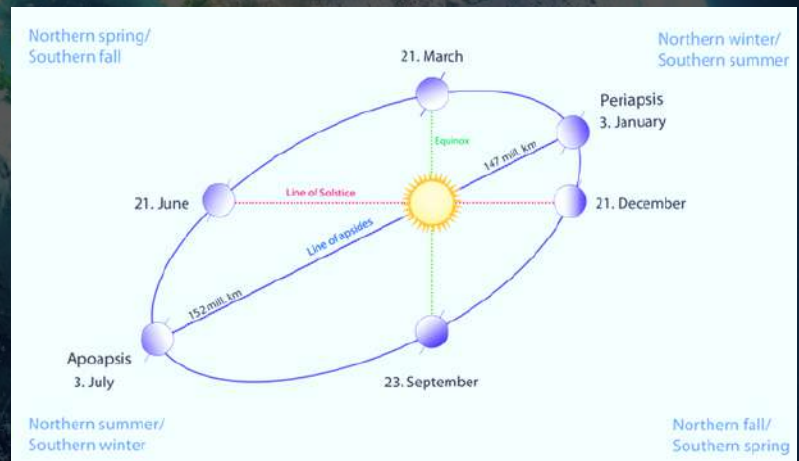 Northern spring/
Southern fall
21. March
Northern winter/
Southern summer
Periapsis
3. January
Equinox
147 mill. km
21. June
Line of Solstice
21. December
Line of apsides
152 mill. km
Apoapsis
3. July
23. September
Northern summer/
Southern winter
Northern fall/
Southern spring